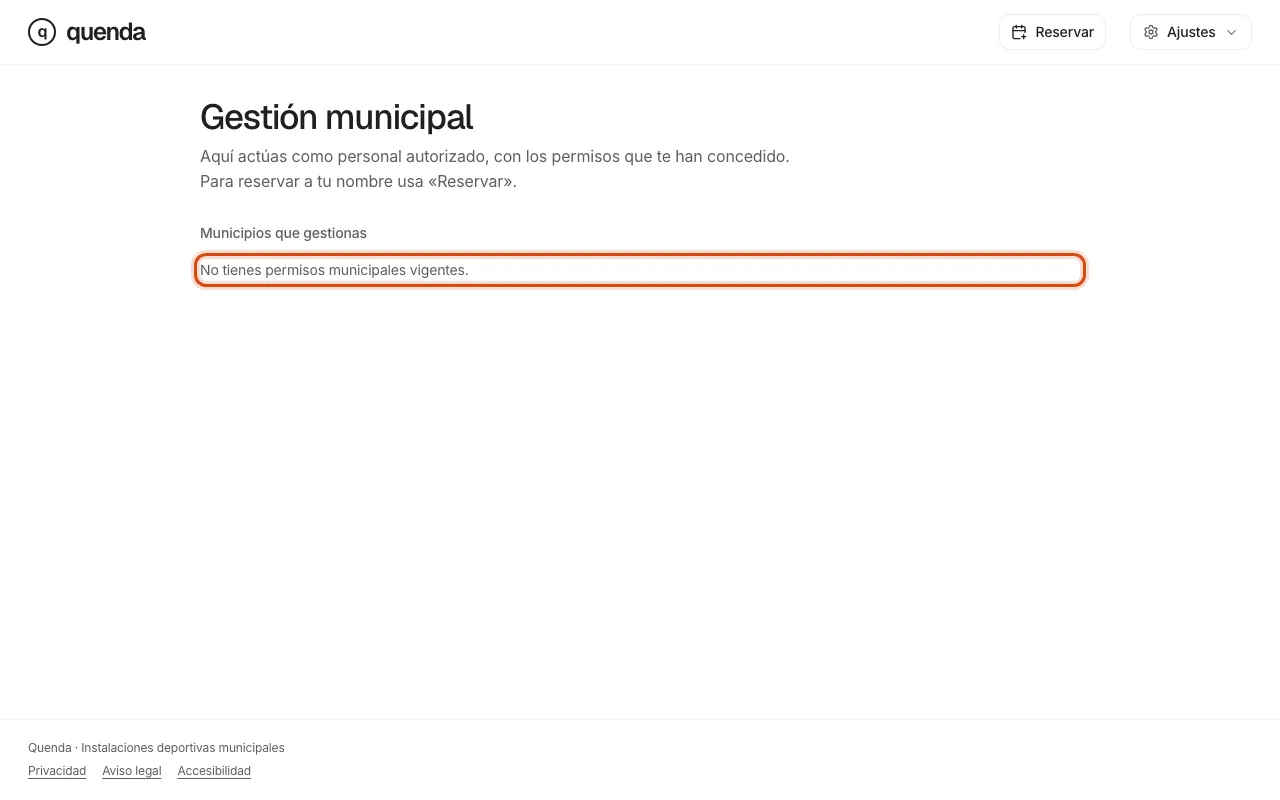 q quenda
Reservar
Ajustes
Gestión municipal
Aquí actúas como personal autorizado, con los permisos que te han concedido.
Para reservar a tu nombre usa «Reservar».
Municipios que gestionas
No tienes permisos municipales vigentes.
Quenda · Instalaciones deportivas municipales
Privacidad Aviso legal Accesibilidad